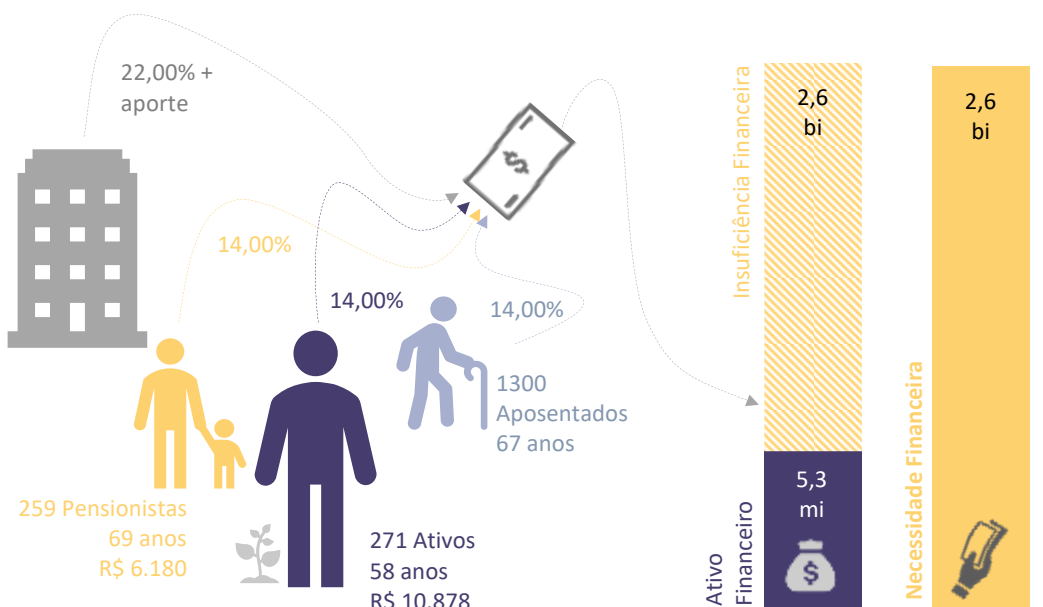 22,00% +
aporte
14,00%
14,00%
14,00%
1300
Aposentados
67 anos
259 Pensionistas
69 anos
R$ 6.180
271 Ativos
58 anos
R$ 10.878
Insuficiência Financeira
2,6
bi
Ativo
Financeiro
5,3
mi
$
$
Necessidade Financeira
2,6
bi